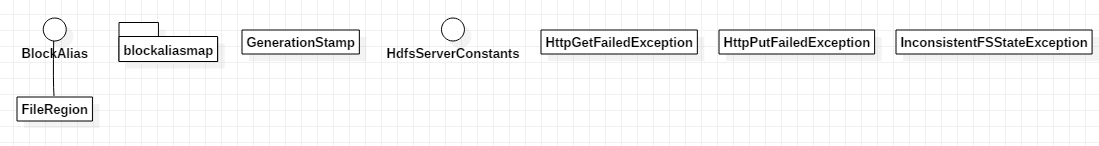 BlockAlias
blockaliasmap
GenerationStamp
HdfsServerConstants
HttpGetFailedException
HttpPutFailedException
InconsistentFSStateException
FileRegion